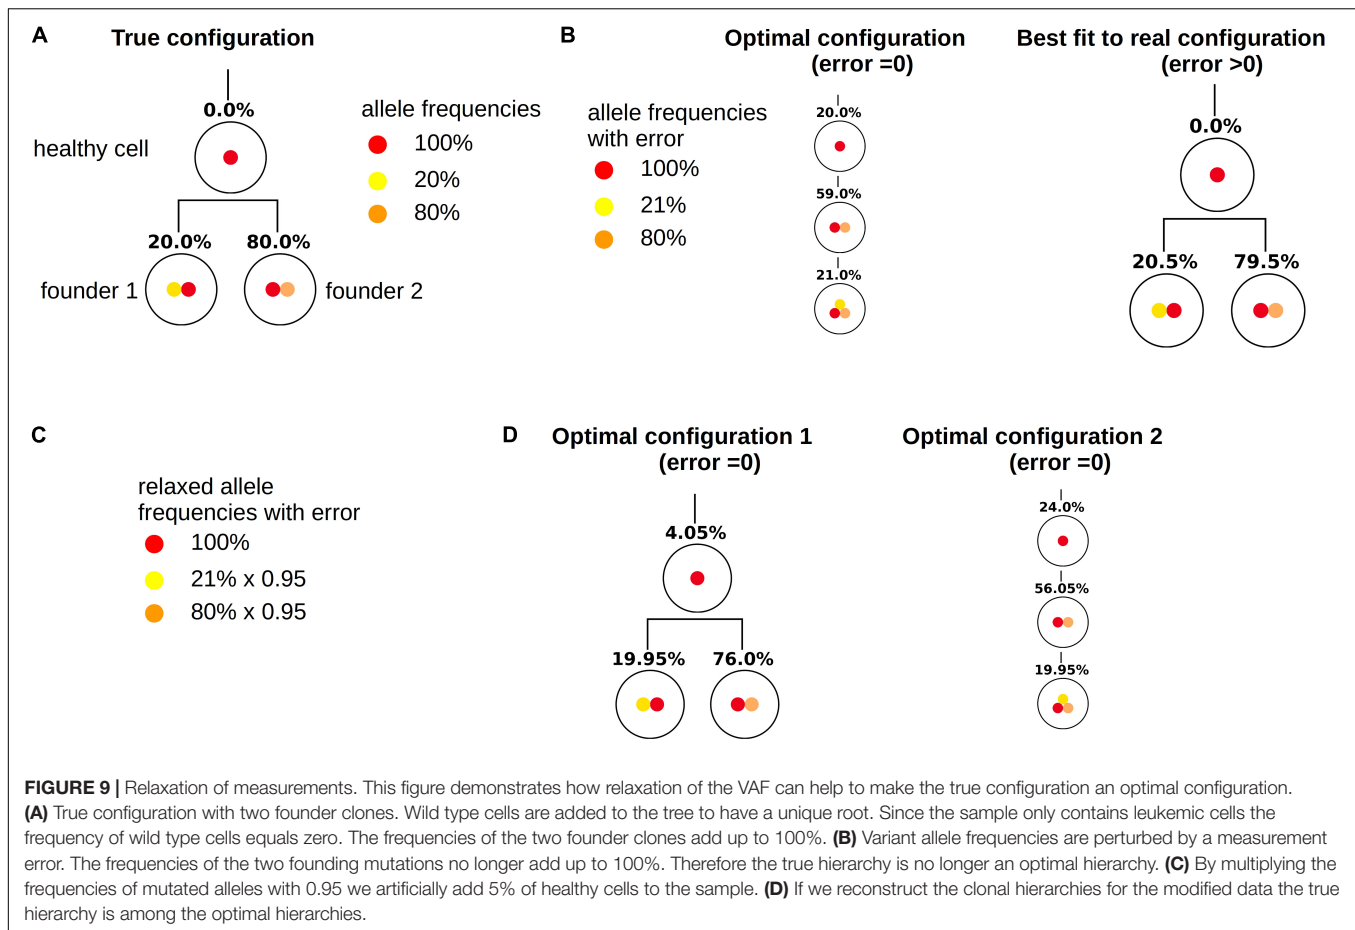 A
True configuration
0.0%
healthy cell
20.0%
80.0%
founder 1
founder 2
allele frequencies
100%
20%
80%
B
allele frequencies
with error
100%
21%
80%
Optimal configuration
(error =0)
20.0%
59.0%
21.0%
Best fit to real configuration
(error >0)
0.0%
20.5%
79.5%
C
relaxed allele
frequencies with error
100%
21% x 0.95
80% x 0.95
D
Optimal configuration 1
(error =0)
4.05%
19.95%
76.0%
Optimal configuration 2
(error =0)
24.0%
56.05%
19.95%
FIGURE 9 | Relaxation of measurements. This figure demonstrates how relaxation of the VAF can help to make the true configuration an optimal configuration.
(A) True configuration with two founder clones. Wild type cells are added to the tree to have a unique root. Since the sample only contains leukemic cells the
frequency of wild type cells equals zero. The frequencies of the two founder clones add up to 100%. (B) Variant allele frequencies are perturbed by a measurement
error. The frequencies of the two founding mutations no longer add up to 100%. Therefore the true hierarchy is no longer an optimal hierarchy. (C) By multiplying the
frequencies of mutated alleles with 0.95 we artificially add 5% of healthy cells to the sample. (D) If we reconstruct the clonal hierarchies for the modified data the true
hierarchy is among the optimal hierarchies.